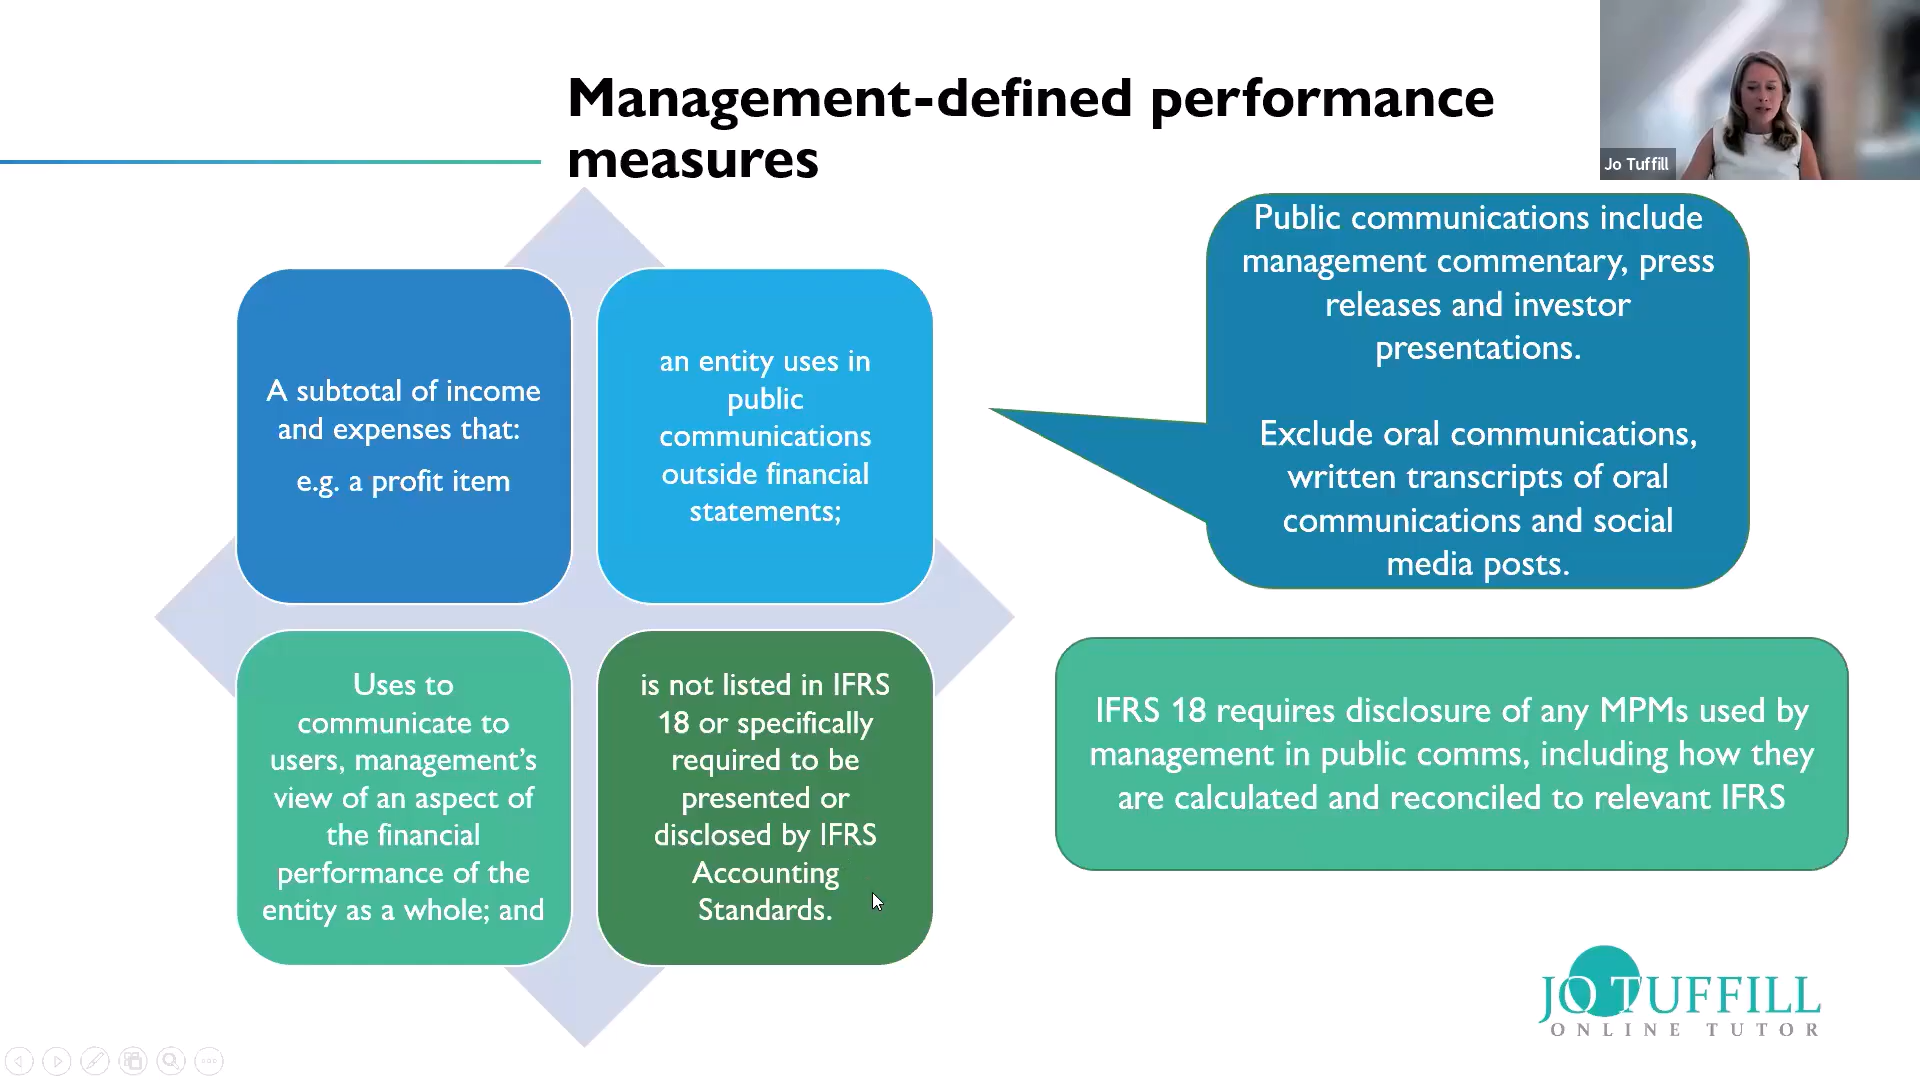 Management-defined performance
measures
Jo Tuffill
A subtotal of income
and expenses that:
e.g. a profit item
an entity uses in
public
communications
outside financial
statements;
Uses to
communicate to
users, management's
view of an aspect of
the financial
performance of the
entity as a whole; and
is not listed in IFRS
18 or specifically
required to be
presented or
disclosed by IFRS
Accounting
Standards.
Public communications include
management commentary, press
releases and investor
presentations.
Exclude oral communications,
written transcripts of oral
communications and social
media posts.
IFRS 18 requires disclosure of any MPMs used by
management in public comms, including how they
are calculated and reconciled to relevant IFRS
JO TUFFILL
ONLINE TUTOR